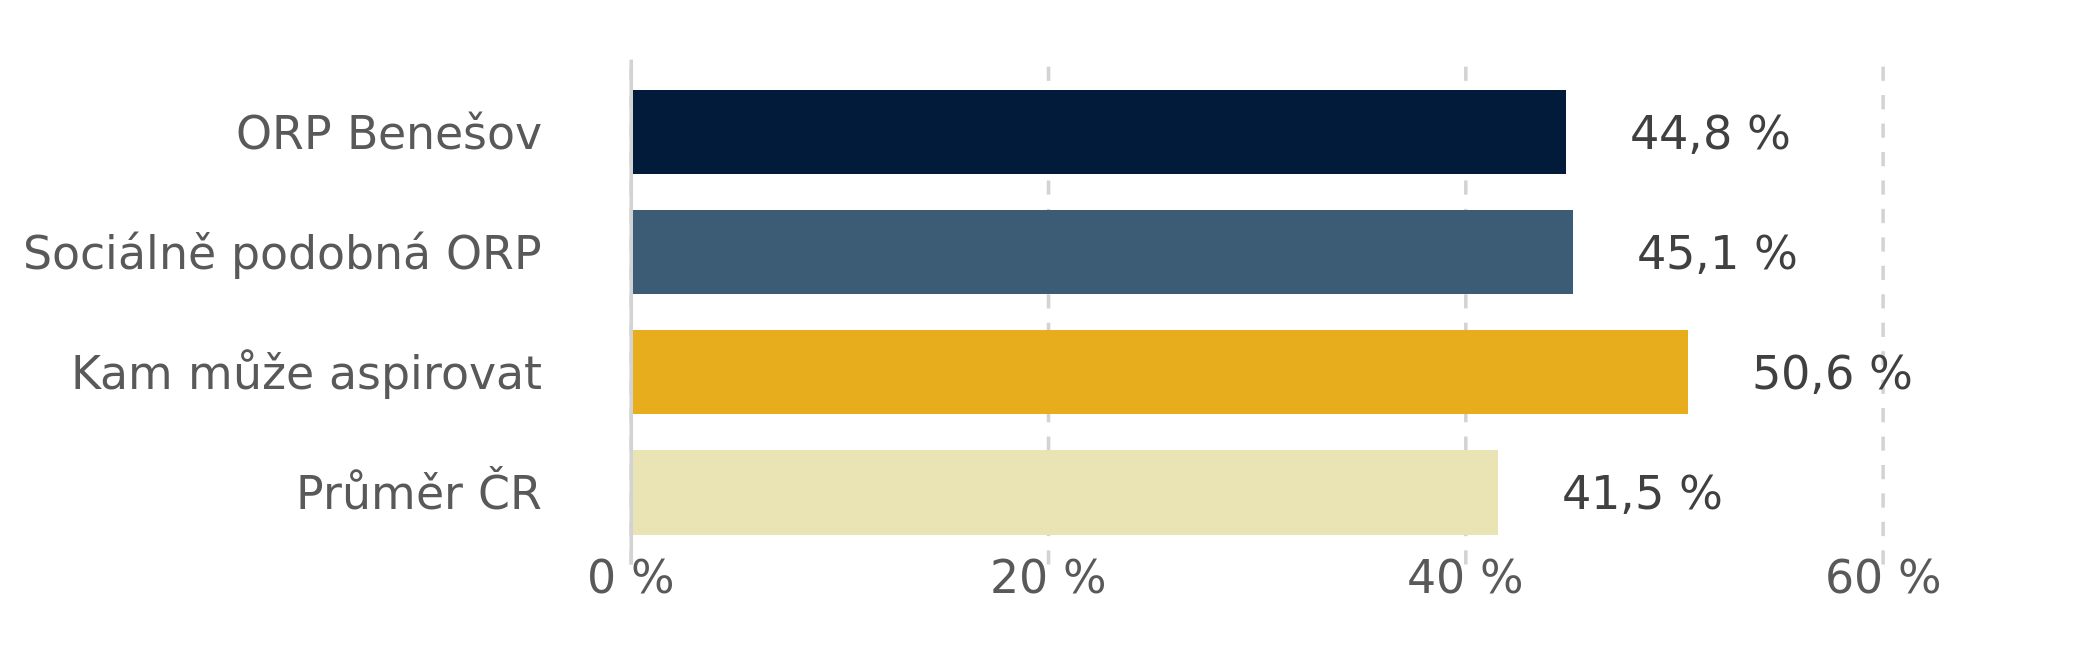 ORP Benešov
44,8 %
Sociálně podobná ORP
45,1 %
Kam může aspirovat
50,6 %
Průměr ČR
41,5 %
0 %
20 %
40 %
60 %